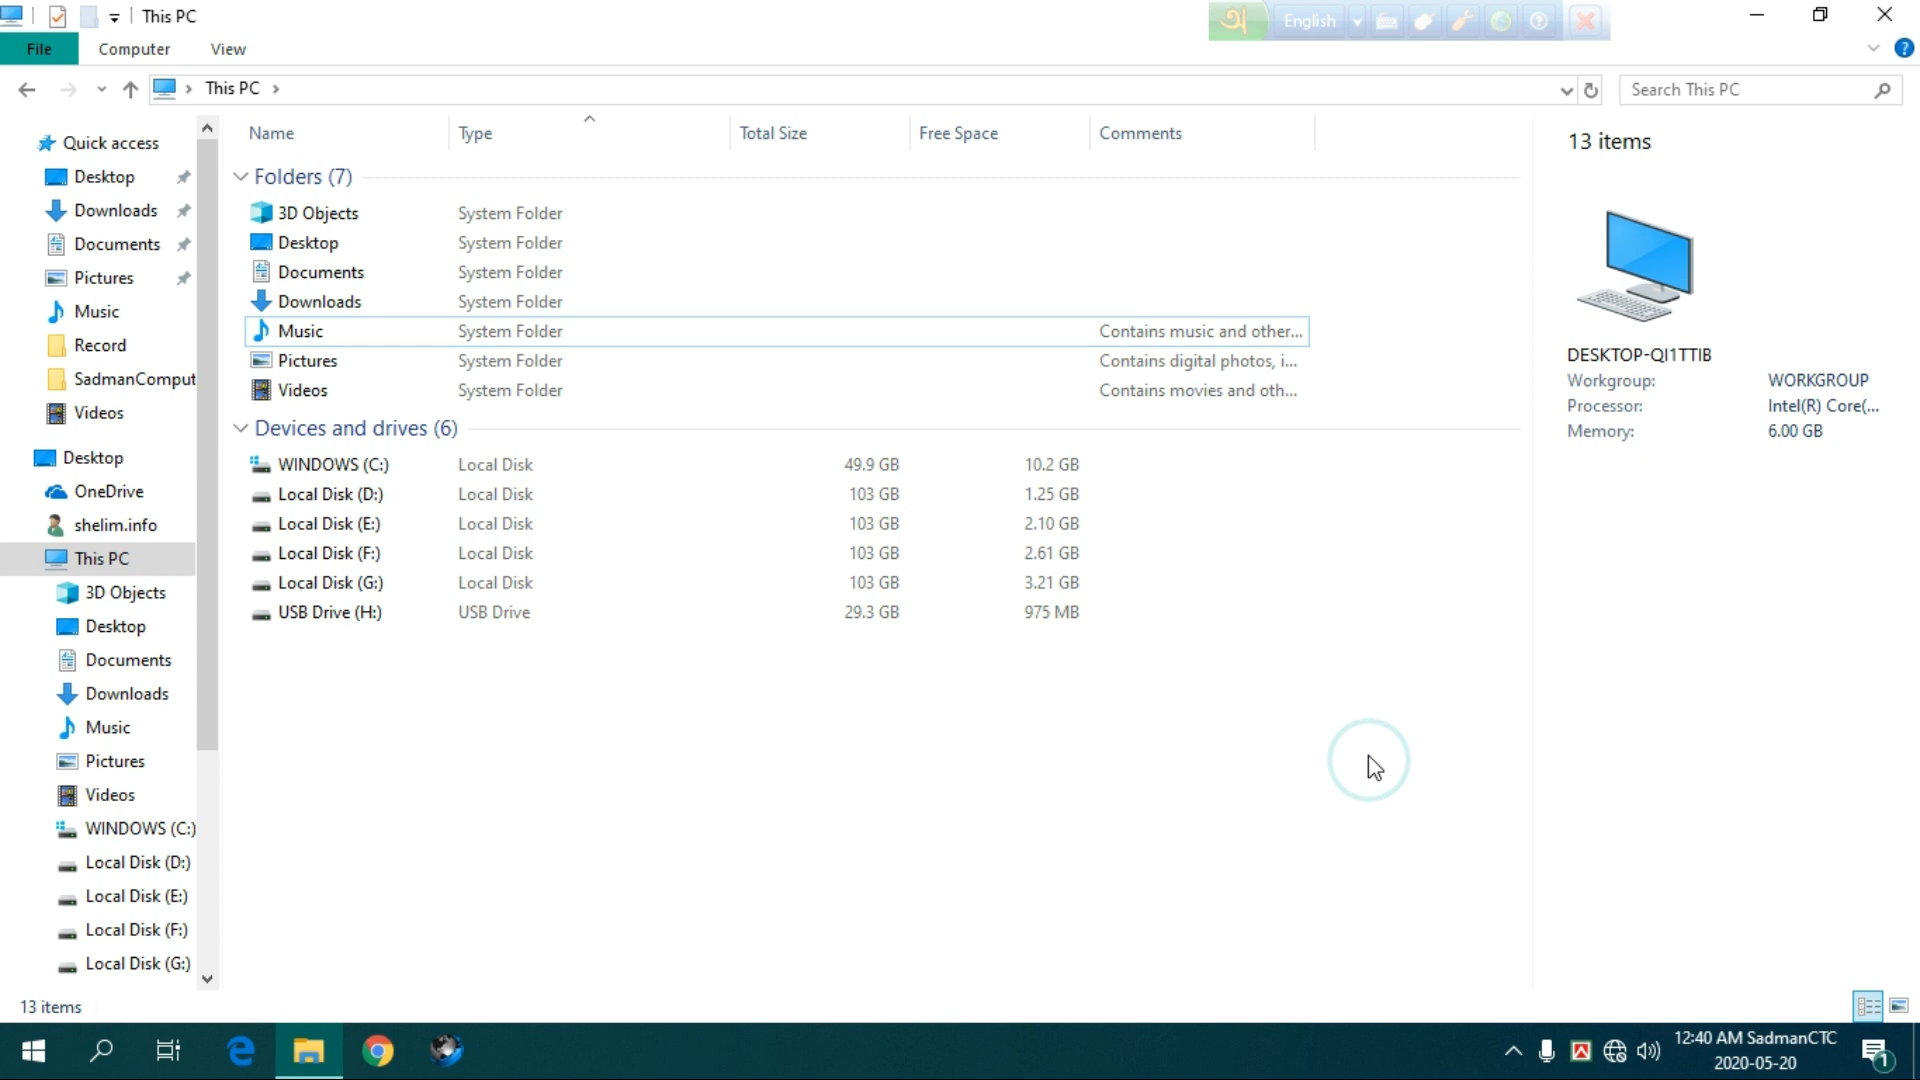 This PC
অ English
File Computer View
This PC
Search This PC
Quick access
Desktop
Downloads
Documents
Pictures
Music
Record
SadmanComput
Videos
Desktop
OneDrive
shelim.info
This PC
3D Objects
Desktop
Documents
Downloads
Music
Pictures
Videos
WINDOWS (C:)
Local Disk (D:)
Local Disk (E:)
Local Disk (F:)
Local Disk (G:)
Name Type Total Size Free Space Comments
Folders (7)
3D Objects System Folder
Desktop System Folder
Documents System Folder
Downloads System Folder
Music System Folder Contains music and other...
Pictures System Folder Contains digital photos, i...
Videos System Folder Contains movies and oth...
Devices and drives (6)
WINDOWS (C:) Local Disk 49.9 GB 10.2 GB
Local Disk (D:) Local Disk 103 GB 1.25 GB
Local Disk (E:) Local Disk 103 GB 2.10 GB
Local Disk (F:) Local Disk 103 GB 2.61 GB
Local Disk (G:) Local Disk 103 GB 3.21 GB
USB Drive (H:) USB Drive 29.3 GB 975 MB
13 items
DESKTOP-QI1TTIB
Workgroup: WORKGROUP
Processor: Intel(R) Core(...
Memory: 6.00 GB
13 items
12:40 AM SadmanCTC
2020-05-20
1